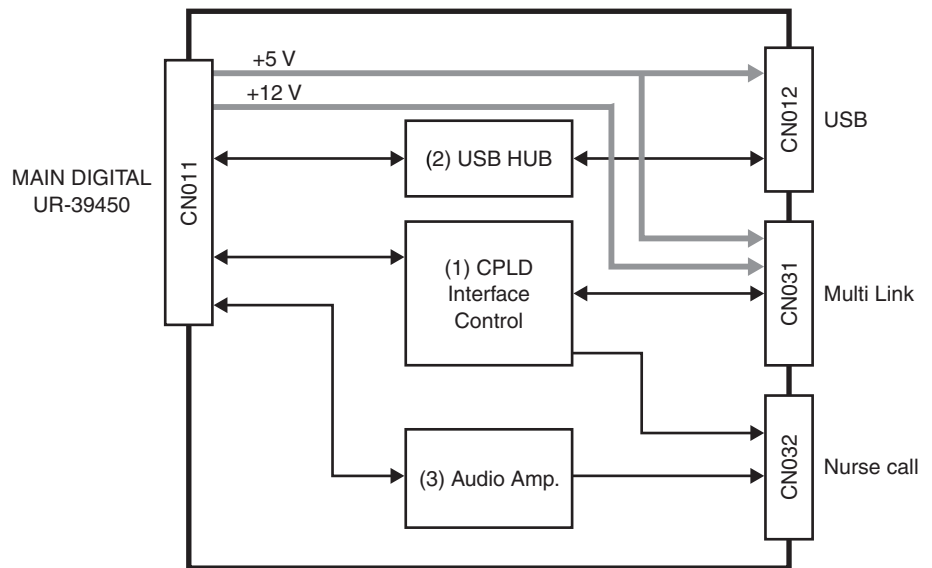 +5 V
+12 V
MAIN DIGITAL
UR-39450
CN011
(2) USB HUB
CN012
USB
(1) CPLD
Interface
Control
CN031
Multi Link
(3) Audio Amp.
CN032
Nurse call